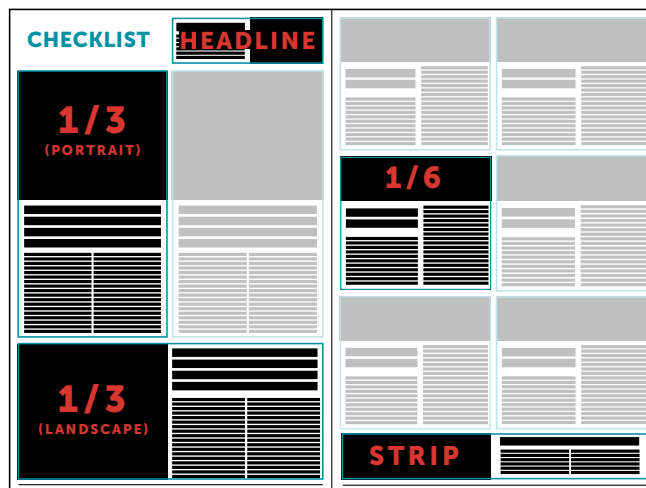 CHECKLIST
HEADLINE
1/3
(PORTRAIT)
1/3
(LANDSCAPE)
1/6
STRIP